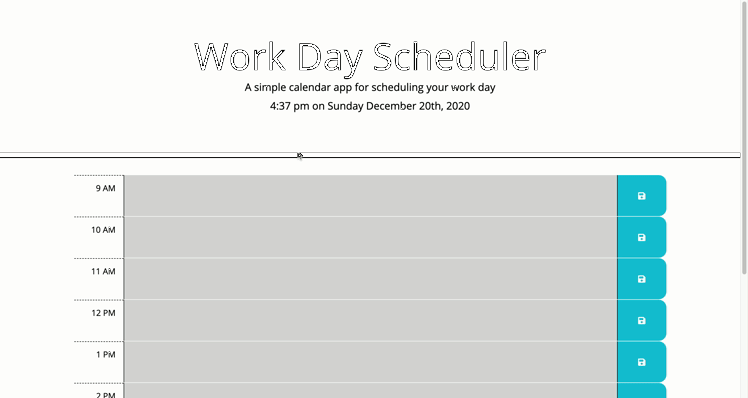 Work Day Scheduler
A simple calendar app for scheduling your work day
4:37 pm on Sunday December 20th, 2020
9 AM
10 AM
11 AM
12 PM
1 PM
2 PM